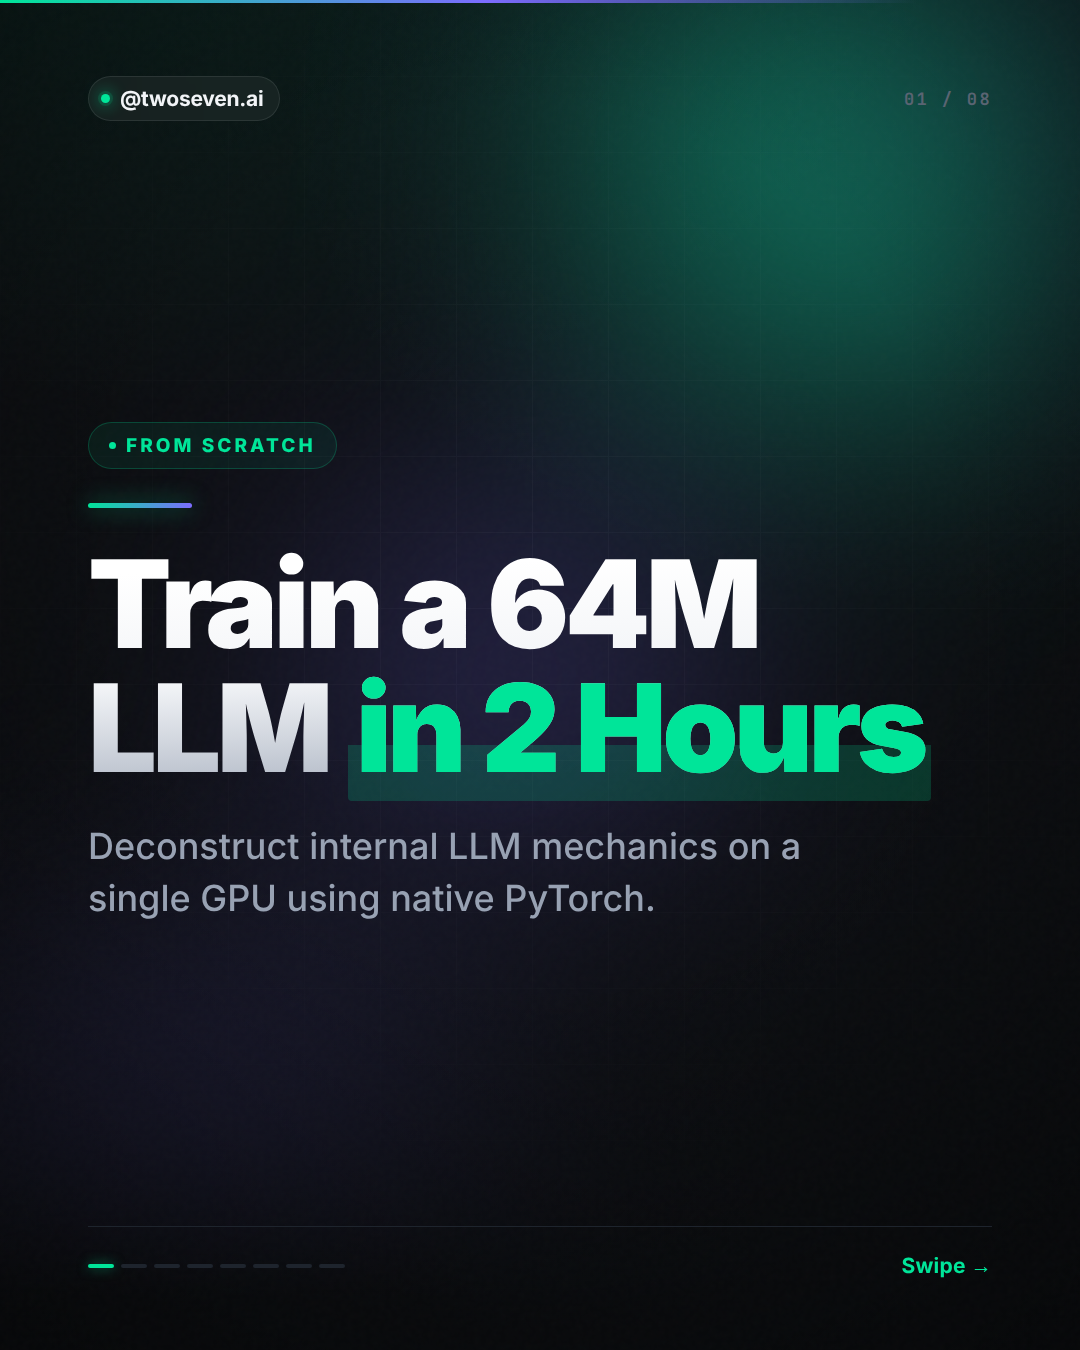 @twoseven.ai
01 / 08
FROM SCRATCH
Train a 64M
LLM in 2 Hours
Deconstruct internal LLM mechanics on a
single GPU using native PyTorch.
Swipe →